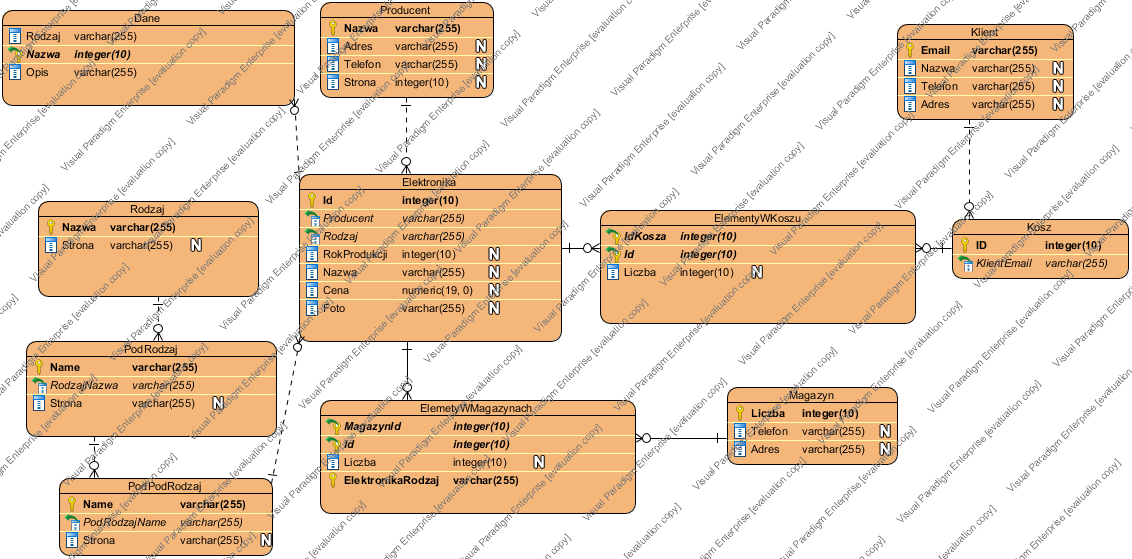 Dane
Rodzaj varchar(255)
Nazwa integer(10)
Opis varchar(255)
Producent
Nazwa varchar(255)
Adres varchar(255) N
Telefon varchar(255) N
Strona integer(10) N
Klient
Email varchar(255)
Nazwa varchar(255) N
Telefon varchar(255) N
Adres varchar(255) N
Rodzaj
Nazwa varchar(255)
Strona varchar(255) N
Elektronika
Id integer(10)
Producent varchar(255)
Rodzaj varchar(255)
RokProdukcji integer(10) N
Nazwa varchar(255) N
Cena numeric(19, 0) N
Foto varchar(255) N
ElementyWKoszu
IdKosza integer(10)
Id integer(10)
Liczba integer(10) N
Kosz
ID integer(10)
KlientEmail varchar(255)
PodRodzaj
Name varchar(255)
RodzajNazwa varchar(255)
Strona varchar(255) N
ElemetyWMagazynach
MagazynId integer(10)
Id integer(10)
Liczba integer(10) N
ElektronikaRodzaj varchar(255)
Magazyn
Liczba integer(10)
Telefon varchar(255) N
Adres varchar(255) N
PodPodRodzaj
Name varchar(255)
PodRodzajName varchar(255)
Strona varchar(255) N
Visual Paradigm Enterprise [evaluation copy]